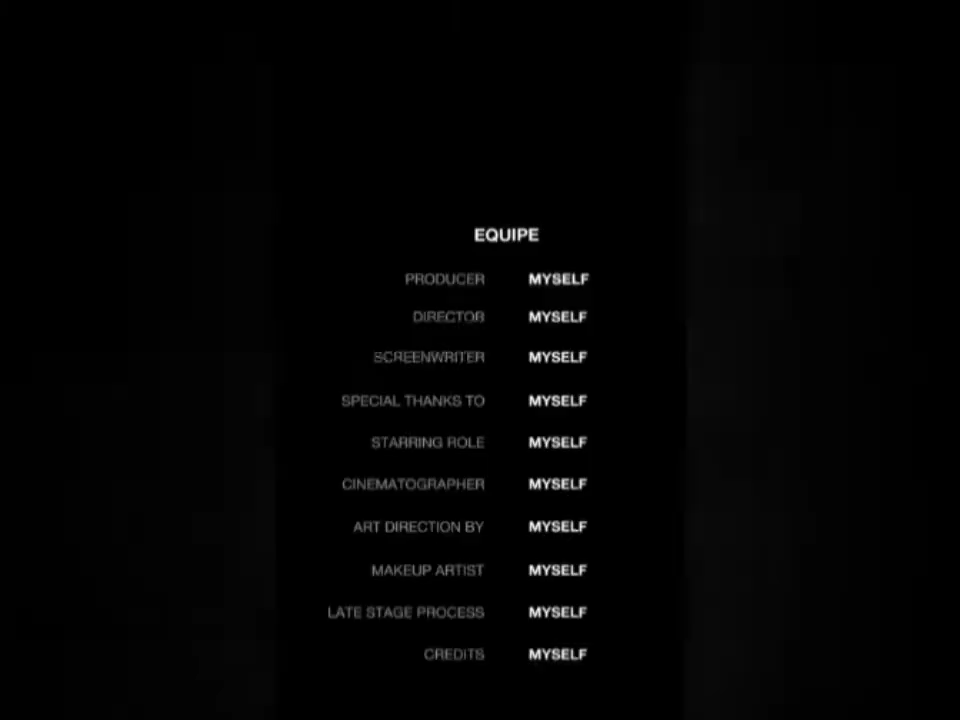 EQUIPE
PRODUCER MYSELF
DIRECTOR MYSELF
SCREENWRITER MYSELF
SPECIAL THANKS TO MYSELF
STARRING ROLE MYSELF
CINEMATOGRAPHER MYSELF
ART DIRECTION BY MYSELF
MAKEUP ARTIST MYSELF
LATE STAGE PROCESS MYSELF
CREDITS MYSELF